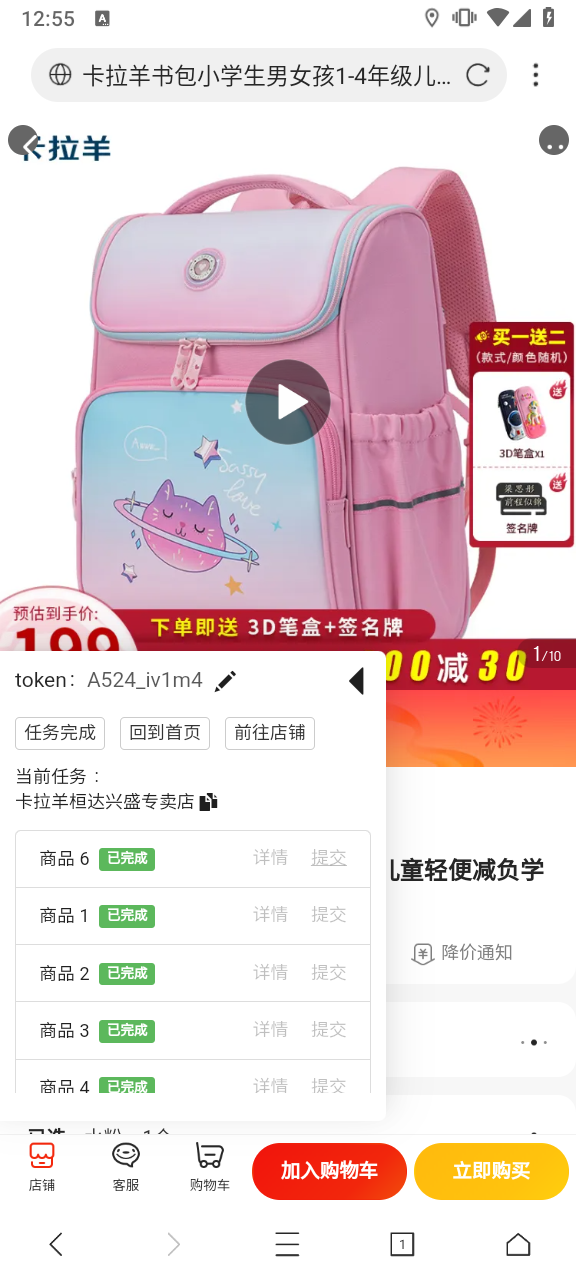 12:55
卡拉羊书包小学生男女孩1-4年级儿...
卡拉羊
买一送二
(款式/颜色随机)
送
3D笔盒X1
送
梁思彤
前程似锦
签名牌
Sassy
love
预估到手价:
199
下单即送 3D笔盒+签名牌
00减30
1/10
token: A524_iv1m4
任务完成
回到首页
前往店铺
当前任务：
卡拉羊桓达兴盛专卖店
商品 6 已完成 详情 提交
商品 1 已完成 详情 提交
商品 2 已完成 详情 提交
商品 3 已完成 详情 提交
商品 4 已完成 详情 提交
儿童轻便减负学
降价通知
店铺
客服
购物车
加入购物车
立即购买
1